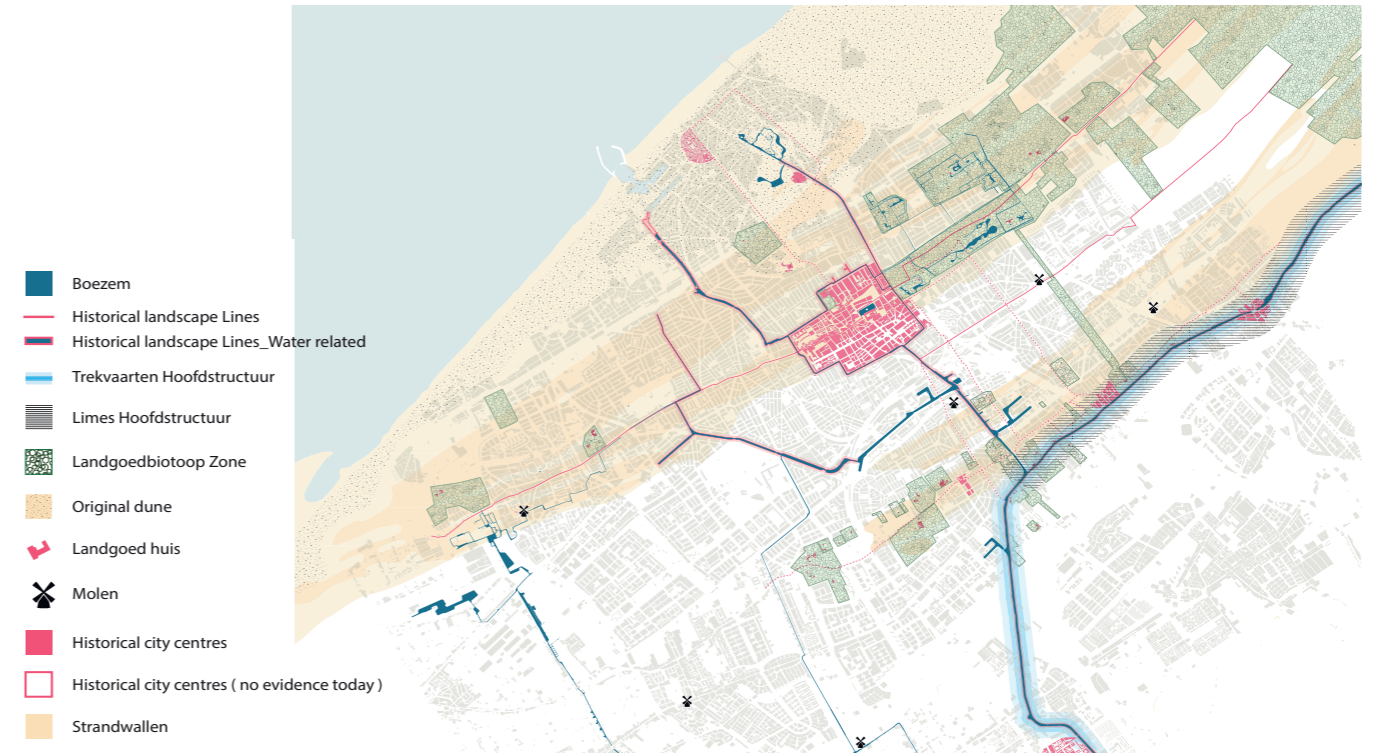 Boezem
Historical landscape Lines
Historical landscape Lines_Water related
Trekvaarten Hoofdstructuur
Limes Hoofdstructuur
Landgoedbiotoop Zone
Original dune
Landgoed huis
Molen
Historical city centres
Historical city centres ( no evidence today )
Strandwallen